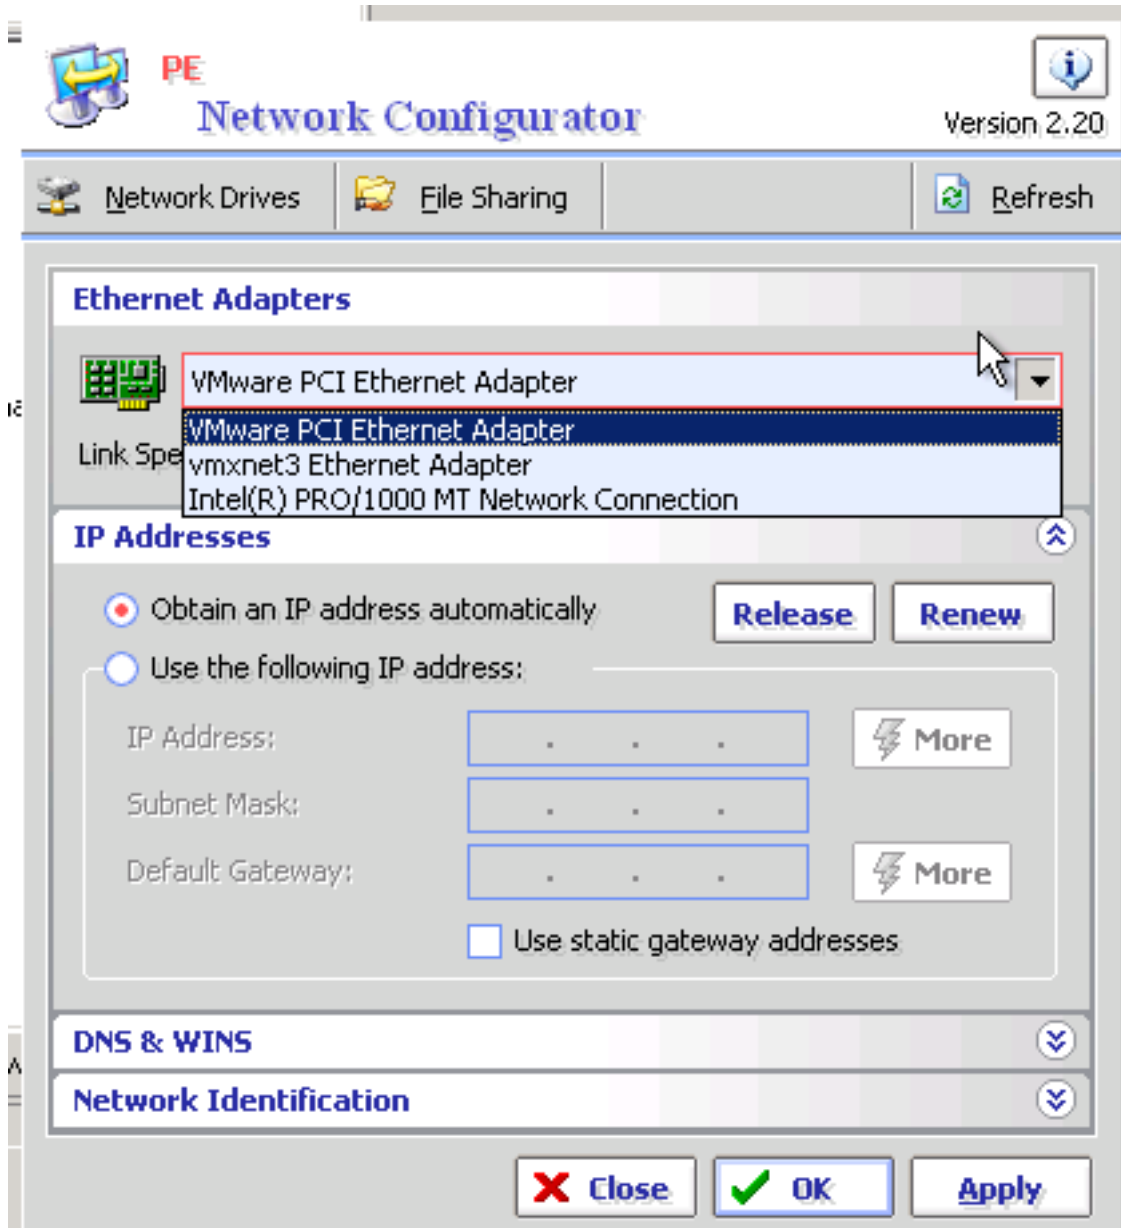 PE
Network Configurator
Version 2.20
Network Drives File Sharing Refresh
Ethernet Adapters
VMware PCI Ethernet Adapter
VMware PCI Ethernet Adapter
Link Spe
vmxnet3 Ethernet Adapter
Intel(R) PRO/1000 MT Network Connection
IP Addresses
Obtain an IP address automatically Release Renew
Use the following IP address:
IP Address: . . . More
Subnet Mask: . . .
Default Gateway: . . . More
Use static gateway addresses
DNS & WINS
Network Identification
Close OK Apply